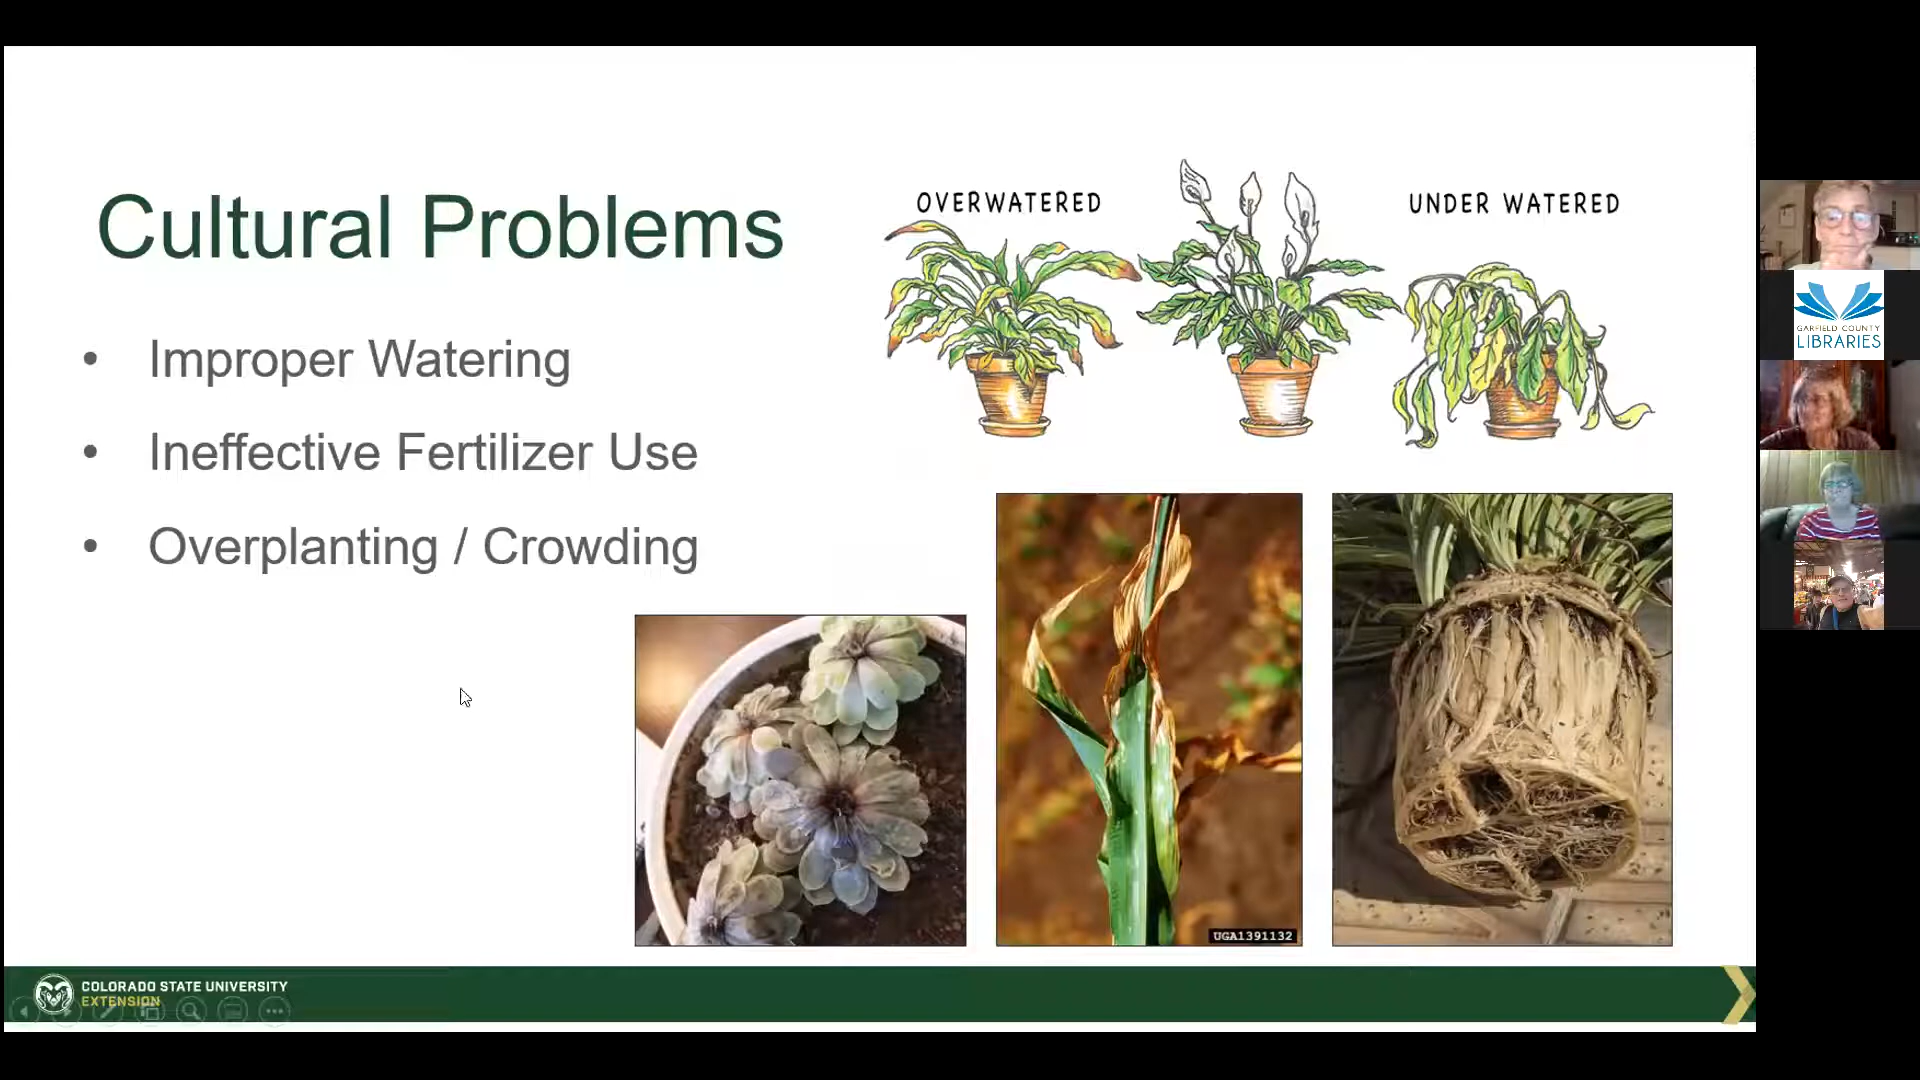 Cultural Problems
• Improper Watering
• Ineffective Fertilizer Use
• Overplanting / Crowding
OVERWATERED
UNDER WATERED
UGA1391132
COLORADO STATE UNIVERSITY
EXTENSION
GARFIELD COUNTY
LIBRARIES